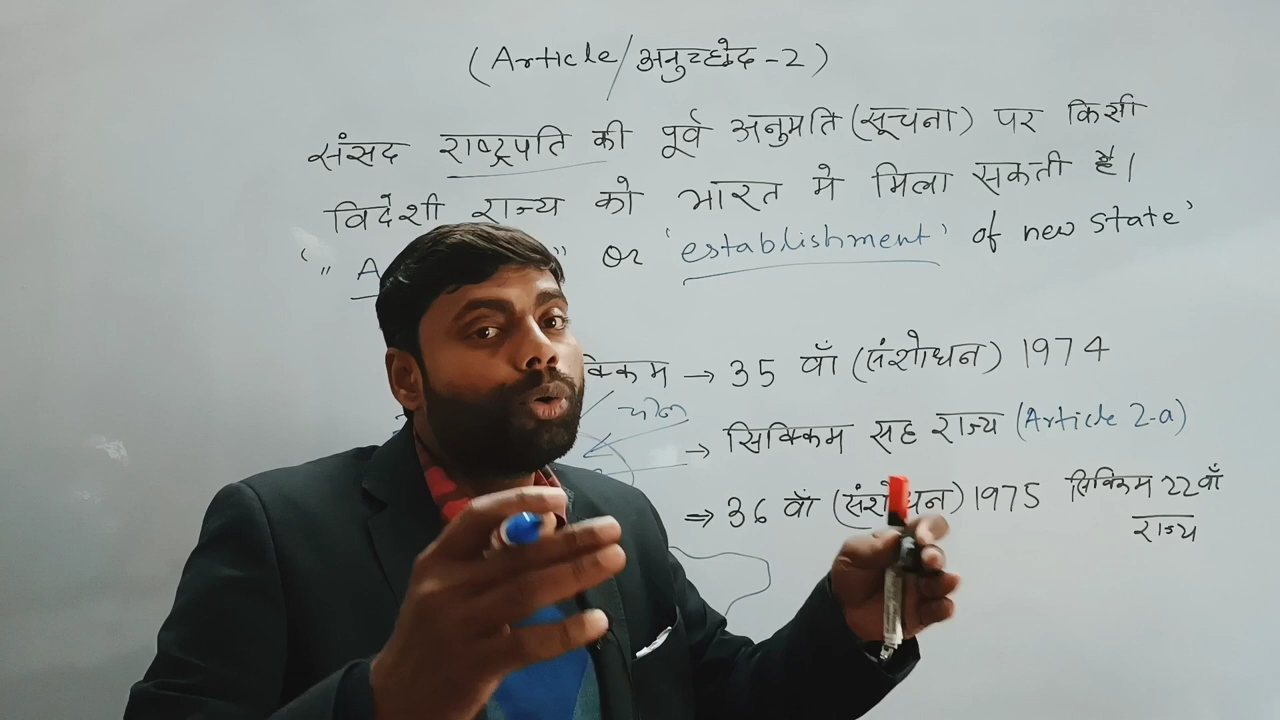 (Article/अनुच्छेद-2)
संसद राष्ट्रपति की पूर्व अनुमति (सूचना) पर किसी
विदेशी राज्य को भारत मे मिला सकती है।
'" A " or 'establishment' of new state'
क्किम → 35 वाँ (संशोधन) 1974
→ सिक्किम सह राज्य (Article 2-a)
⇒ 36 वाँ (संशोधन) 1975 सिक्किम 22वाँ
राज्य